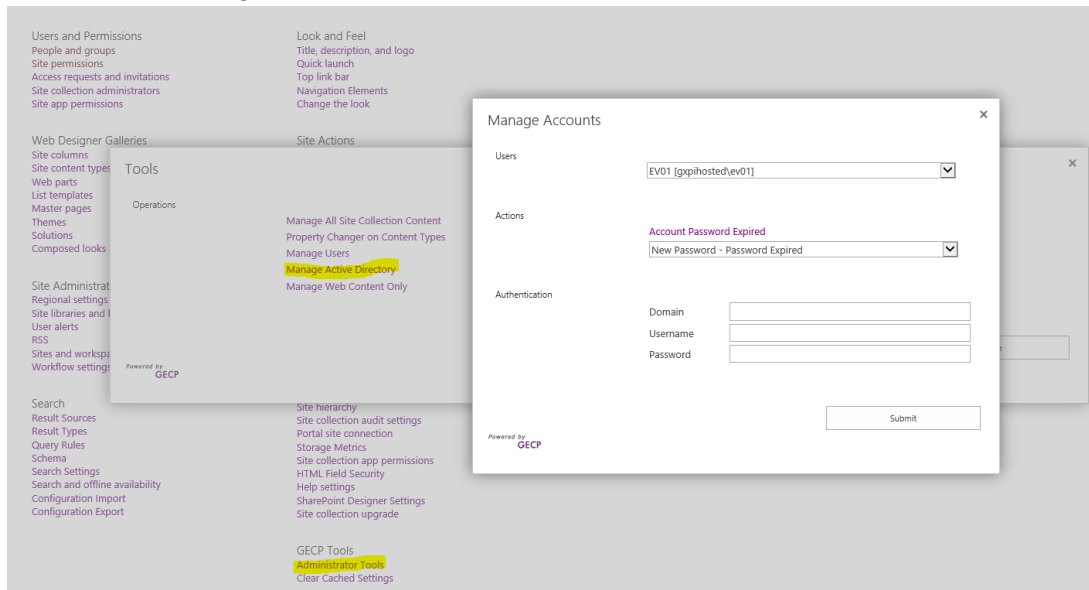 Users and Permissions
People and groups
Site permissions
Access requests and invitations
Site collection administrators
Site app permissions
Look and Feel
Title, description, and logo
Quick launch
Top link bar
Navigation Elements
Change the look
Web Designer Galleries
Site columns
Site content types
Web parts
List templates
Master pages
Themes
Solutions
Composed looks
Site Actions
Site Administrat
Regional settings
Site libraries and
User alerts
RSS
Sites and workspa
Workflow settings
Search
Result Sources
Result Types
Query Rules
Schema
Search Settings
Search and offline availability
Configuration Import
Configuration Export
Site hierarchy
Site collection audit settings
Portal site connection
Storage Metrics
Site collection app permissions
HTML Field Security
Help settings
SharePoint Designer Settings
Site collection upgrade
GECP Tools
Administrator Tools
Clear Cached Settings
Tools
×
Operations
Manage All Site Collection Content
Property Changer on Content Types
Manage Users
Manage Active Directory
Manage Web Content Only
Powered by
GECP
Manage Accounts
×
Users
EV01 [gxpihosted\ev01]
Actions
Account Password Expired
New Password - Password Expired
Authentication
Domain
Username
Password
Submit
Powered by
GECP